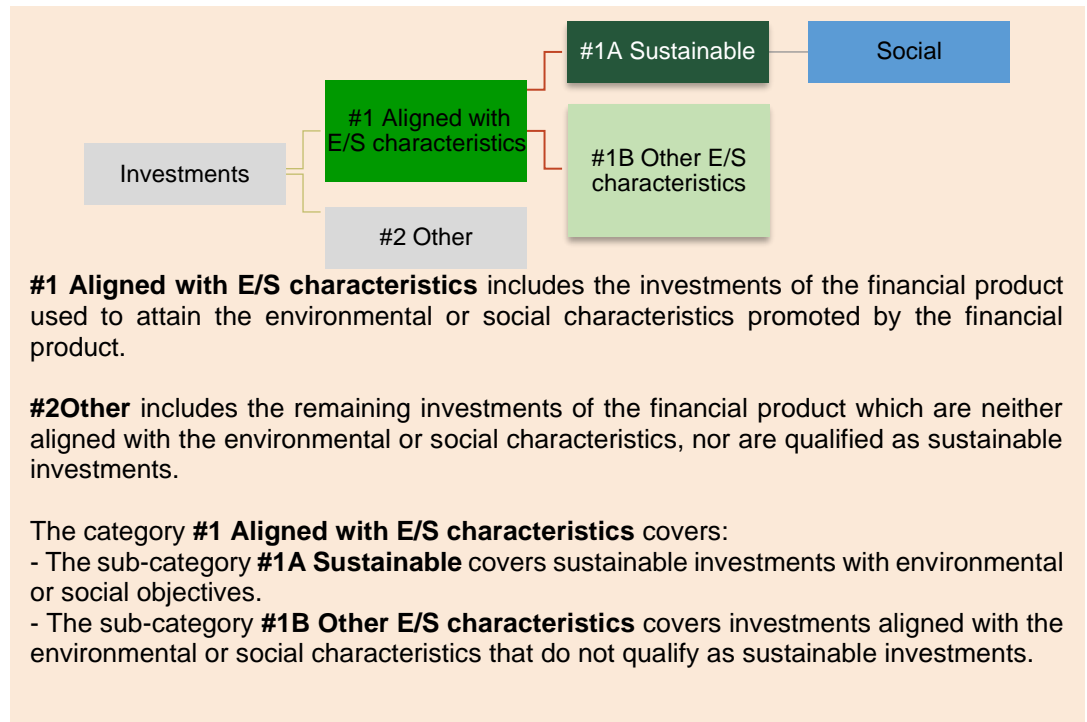 #1A Sustainable
Social
#1 Aligned with
E/S characteristics
#1B Other E/S
characteristics
Investments
#2 Other
#1 Aligned with E/S characteristics includes the investments of the financial product
used to attain the environmental or social characteristics promoted by the financial
product.
#2Other includes the remaining investments of the financial product which are neither
aligned with the environmental or social characteristics, nor are qualified as sustainable
investments.
The category #1 Aligned with E/S characteristics covers:
- The sub-category #1A Sustainable covers sustainable investments with environmental
or social objectives.
- The sub-category #1B Other E/S characteristics covers investments aligned with the
environmental or social characteristics that do not qualify as sustainable investments.